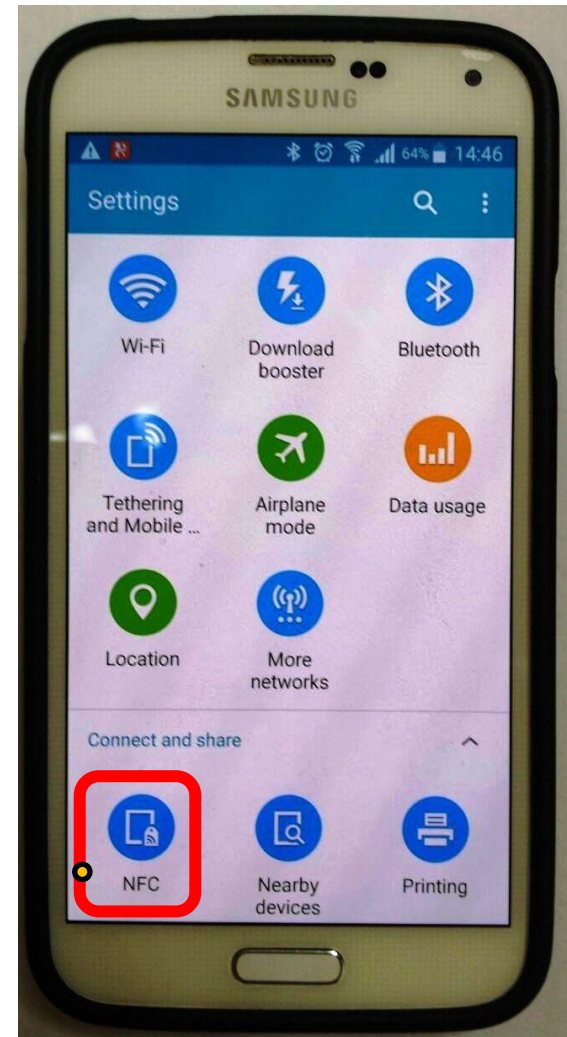 SAMSUNG
64% 14:46
Settings
Wi-Fi
Download
booster
Bluetooth
Tethering
and Mobile ...
Airplane
mode
Data usage
Location
More
networks
Connect and share
NFC
Nearby
devices
Printing